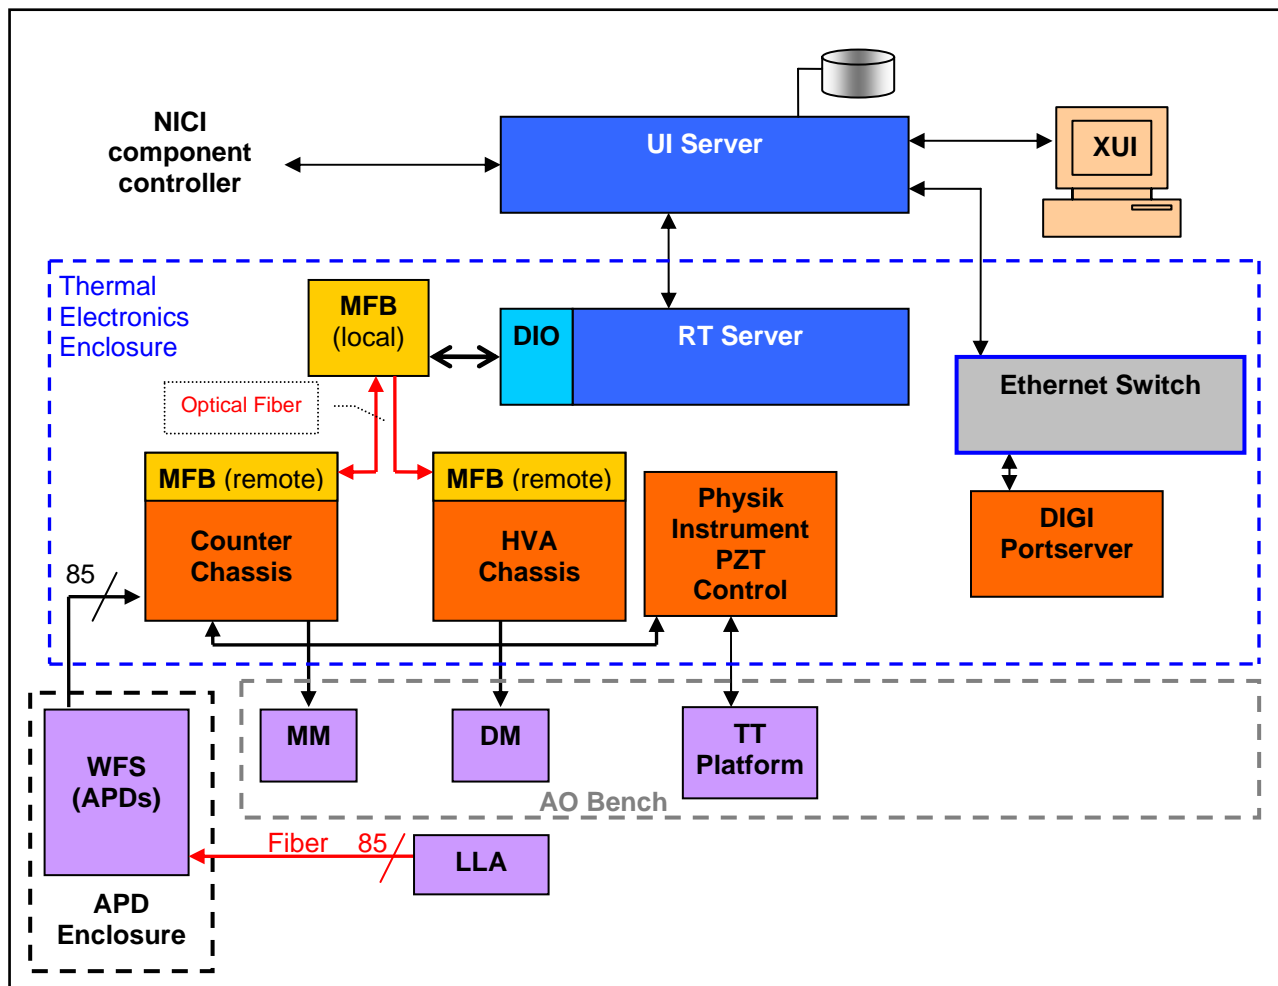 NICI
component
controller
UI Server
XUI
Thermal
Electronics
Enclosure
MFB
(local)
DIO
RT Server
Ethernet Switch
Optical Fiber
MFB (remote)
MFB (remote)
Counter
Chassis
HVA
Chassis
Physik
Instrument
PZT
Control
DIGI
Portserver
85
MM
DM
TT
Platform
WFS
(APDs)
AO Bench
Fiber 85
LLA
APD
Enclosure